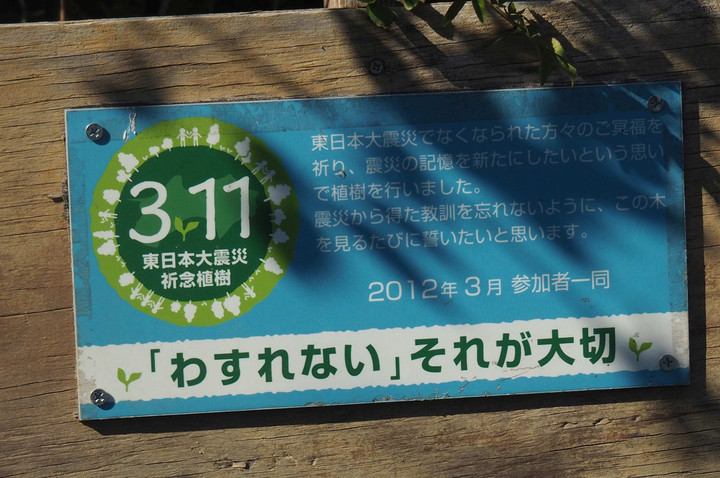 3.11
東日本大震災
祈念植樹
東日本大震災でなくなられた方々のご冥福を
祈り、震災の記憶を新たにしたいという思い
で植樹を行いました。
震災から得た教訓を忘れないように、この木
を見るたびに誓いたいと思います。
2012年3月 参加者一同
「わすれない」それが大切